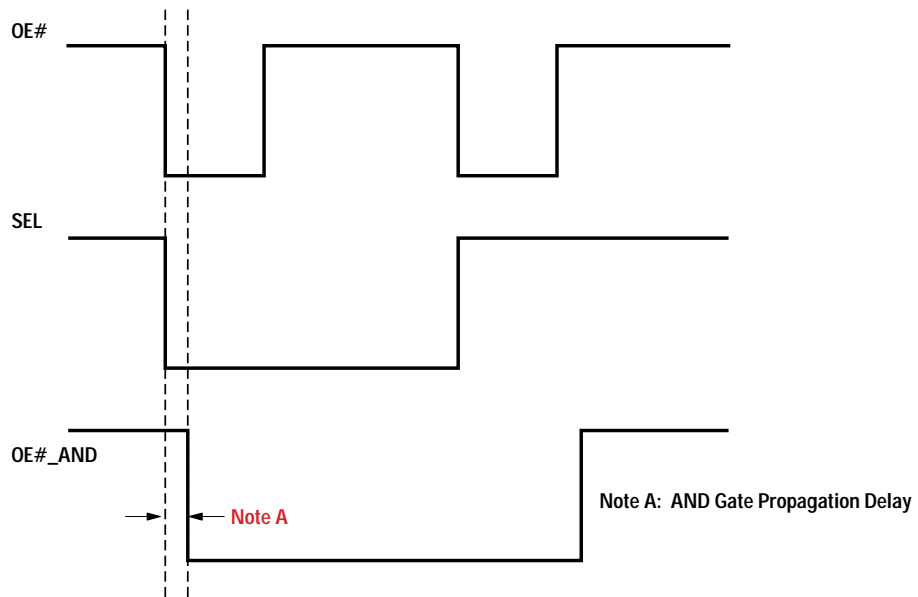 OE#
SEL
OE#_AND
Note A
Note A: AND Gate Propagation Delay